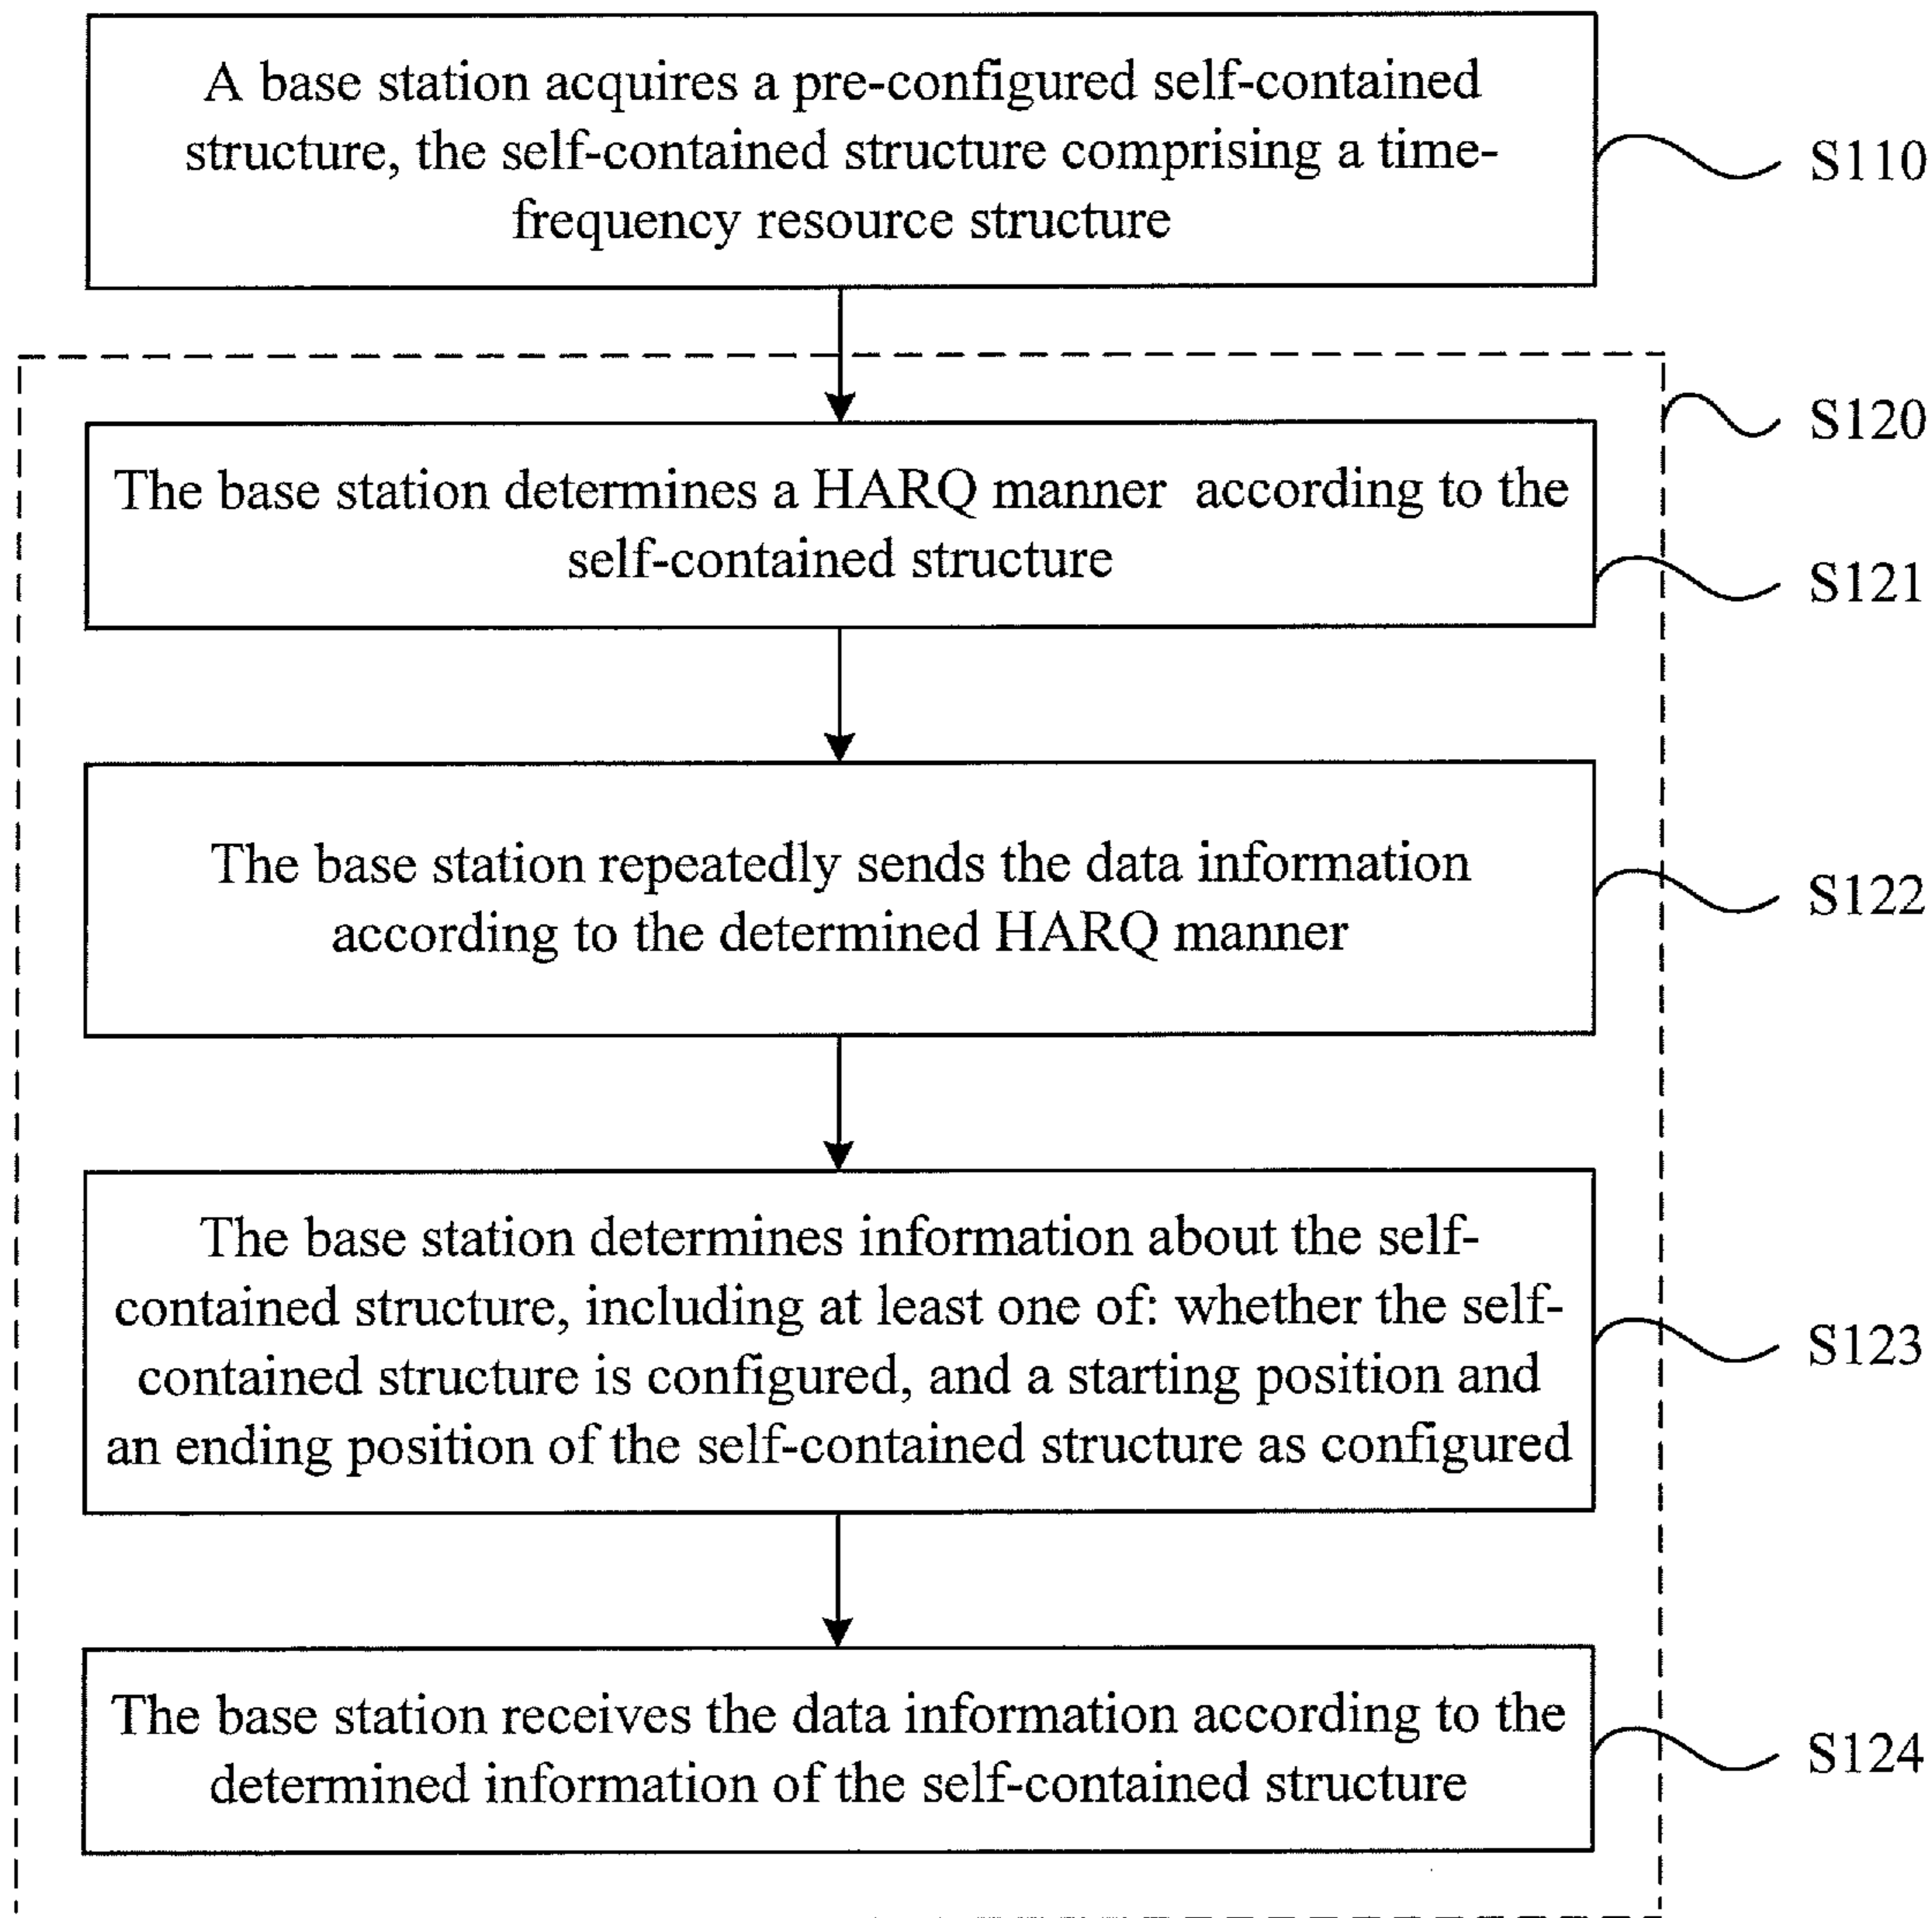 A base station acquires a pre-configured self-contained
structure, the self-contained structure comprising a time-
frequency resource structure
S110
S120
The base station determines a HARQ manner according to the
self-contained structure
S121
The base station repeatedly sends the data information
according to the determined HARQ manner
S122
The base station determines information about the self-
contained structure, including at least one of: whether the self-
contained structure is configured, and a starting position and
an ending position of the self-contained structure as configured
S123
The base station receives the data information according to the
determined information of the self-contained structure
S124